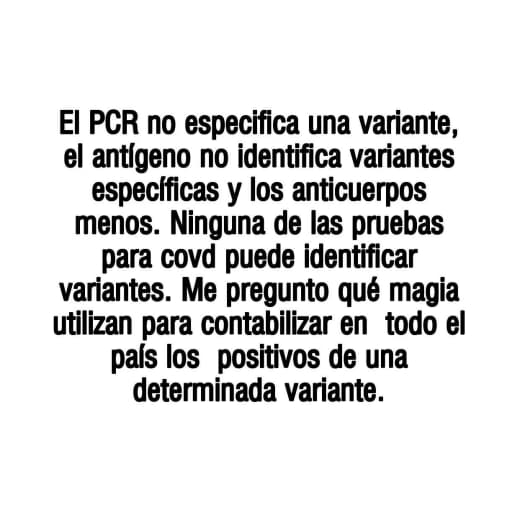 El PCR no especifica una variante,
el antígeno no identifica variantes
específicas y los anticuerpos
menos. Ninguna de las pruebas
para covd puede identificar
variantes. Me pregunto qué magia
utilizan para contabilizar en  todo el
país los  positivos de una
determinada variante.